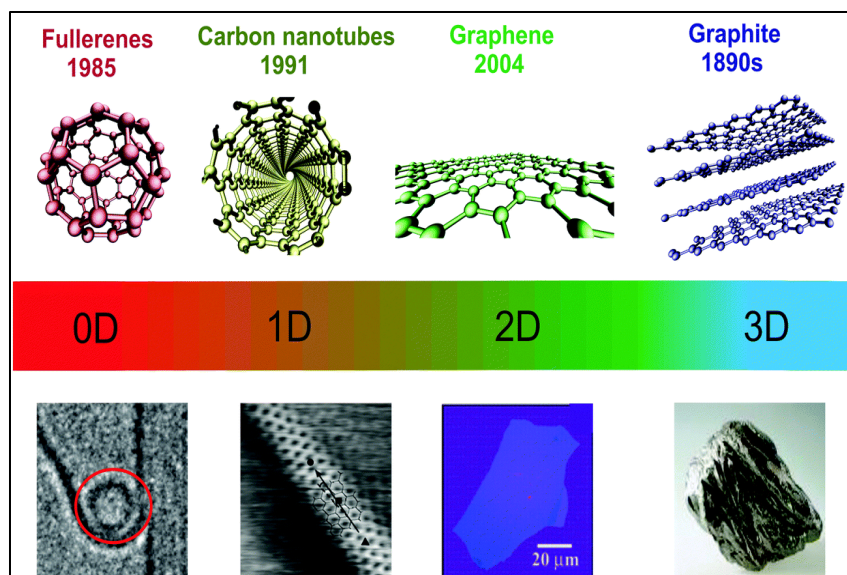 Fullerenes
1985
Carbon nanotubes
1991
Graphene
2004
Graphite
1890s
0D
1D
2D
3D
20 μm